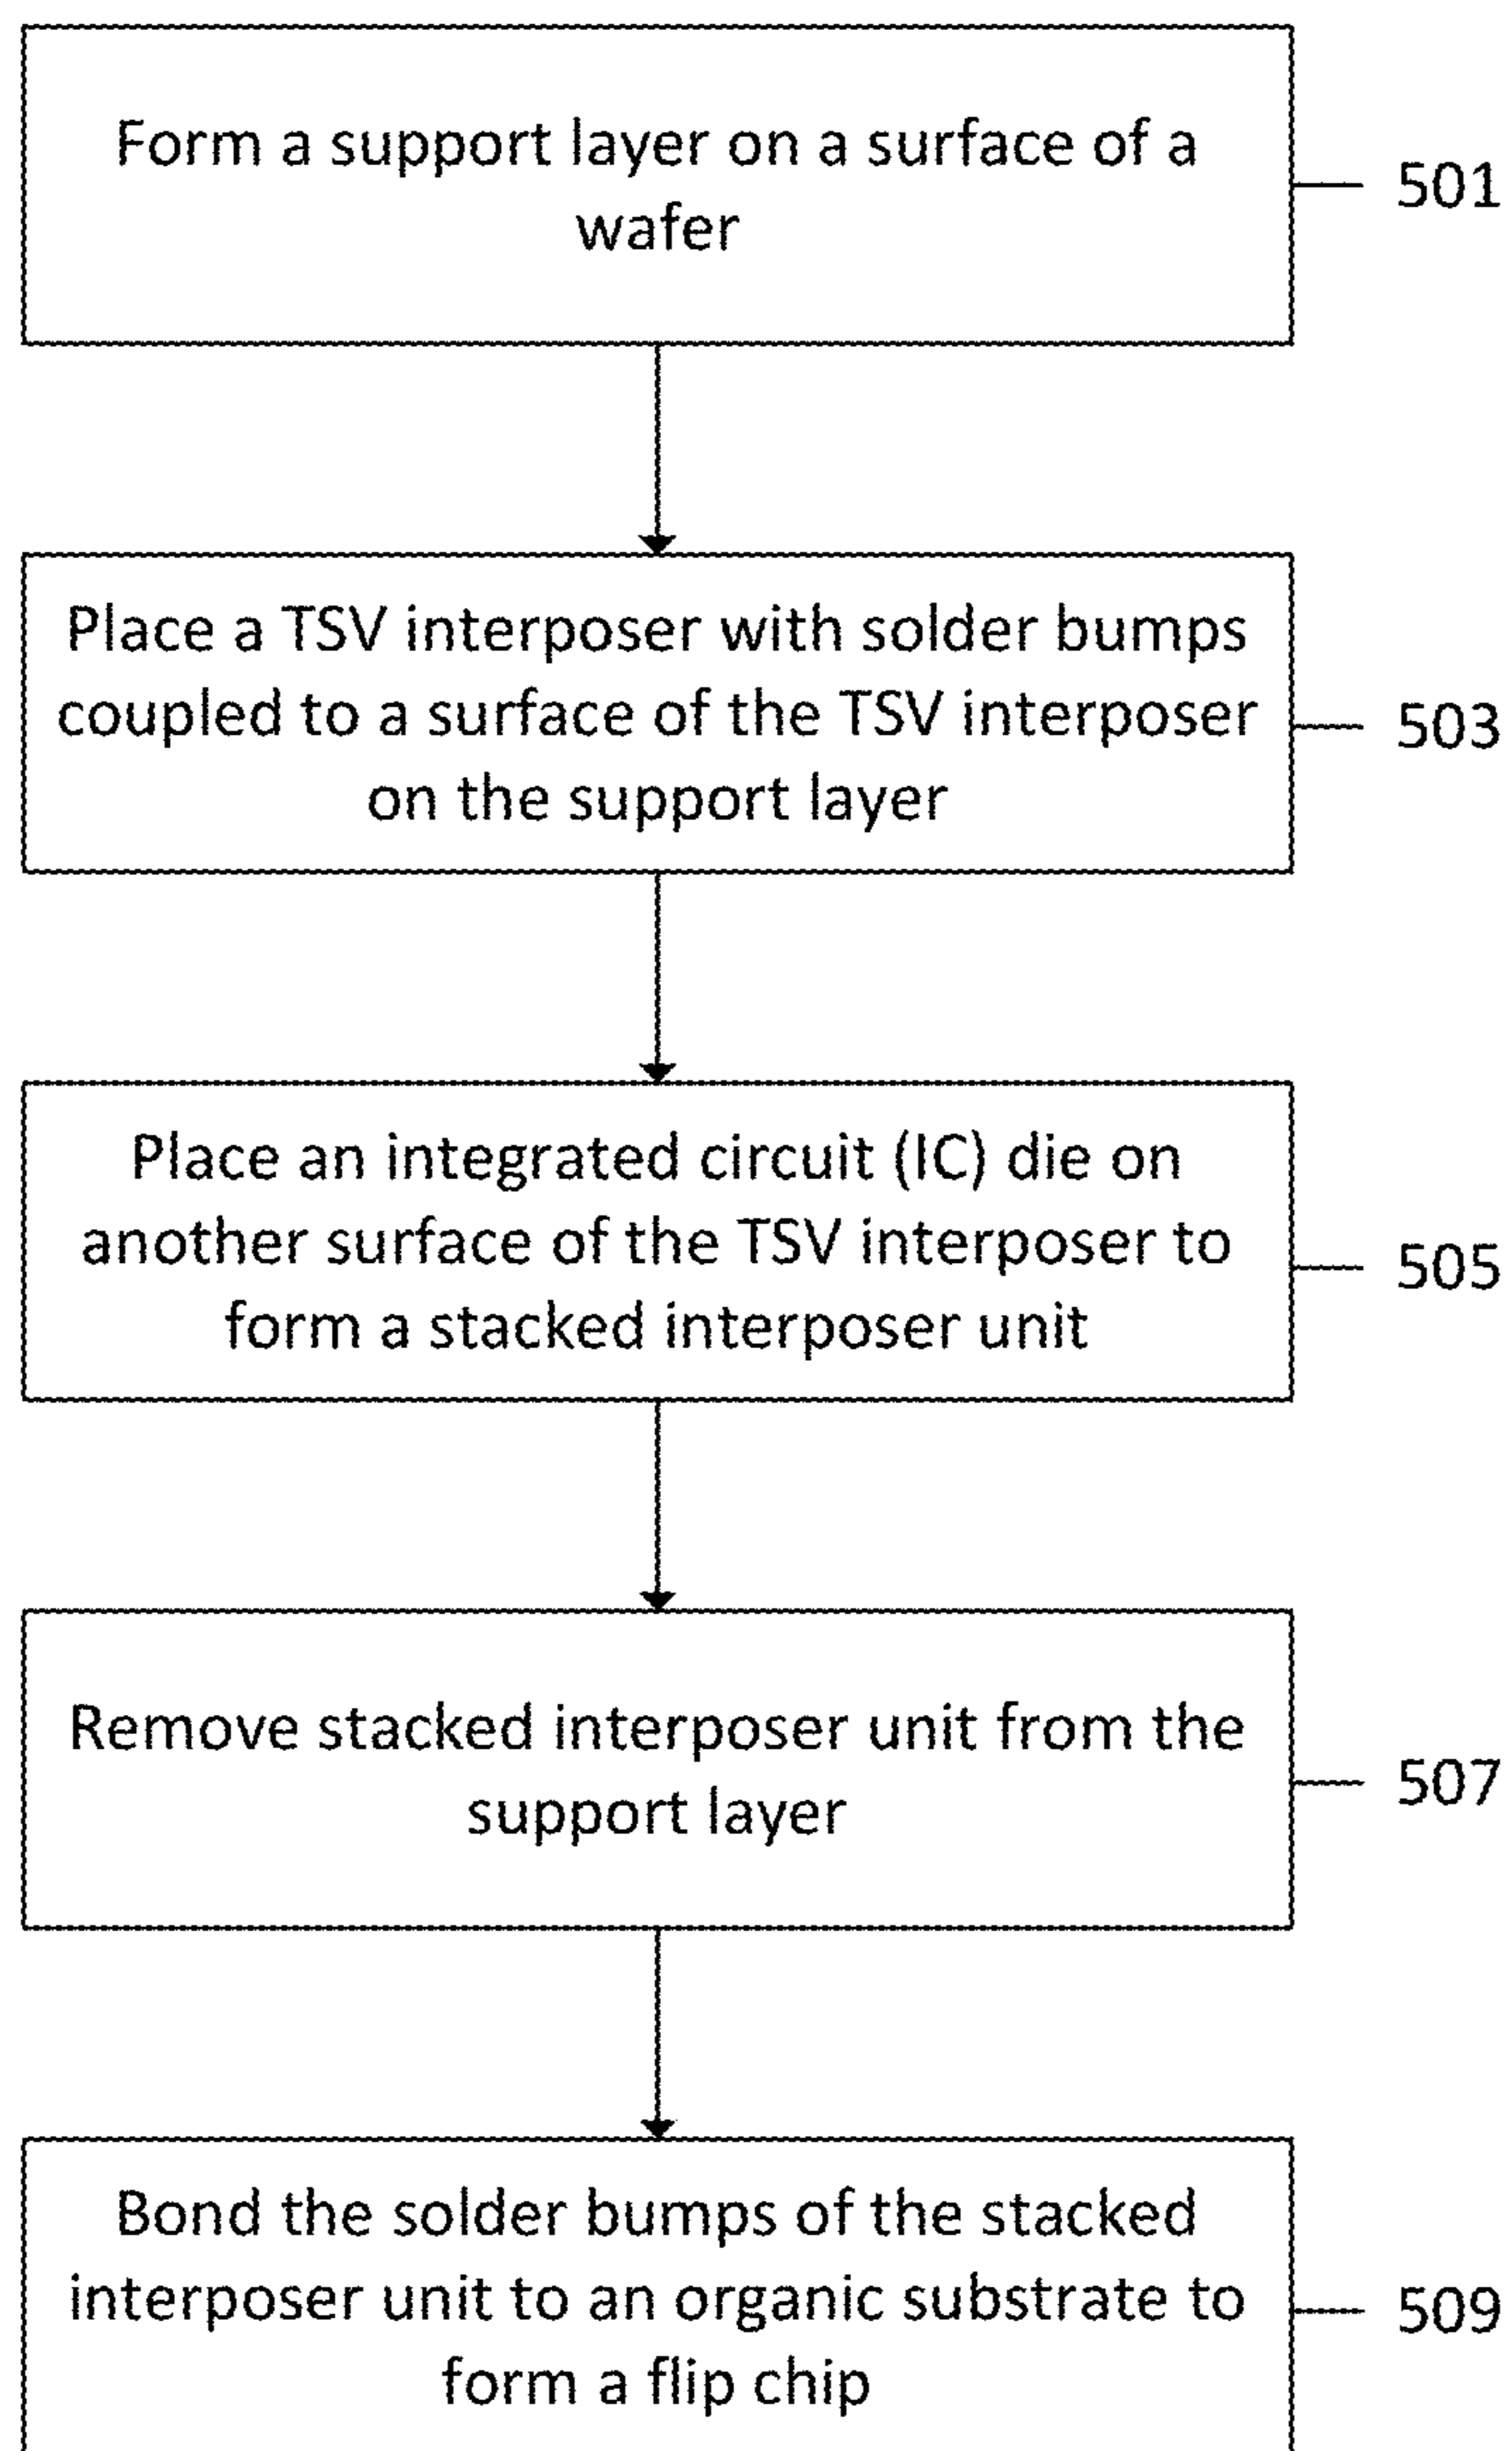 Form a support layer on a surface of a
wafer
501
Place a TSV interposer with solder bumps
coupled to a surface of the TSV interposer
on the support layer
503
Place an integrated circuit (IC) die on
another surface of the TSV interposer to
form a stacked interposer unit
505
Remove stacked interposer unit from the
support layer
507
Bond the solder bumps of the stacked
interposer unit to an organic substrate to
form a flip chip
509